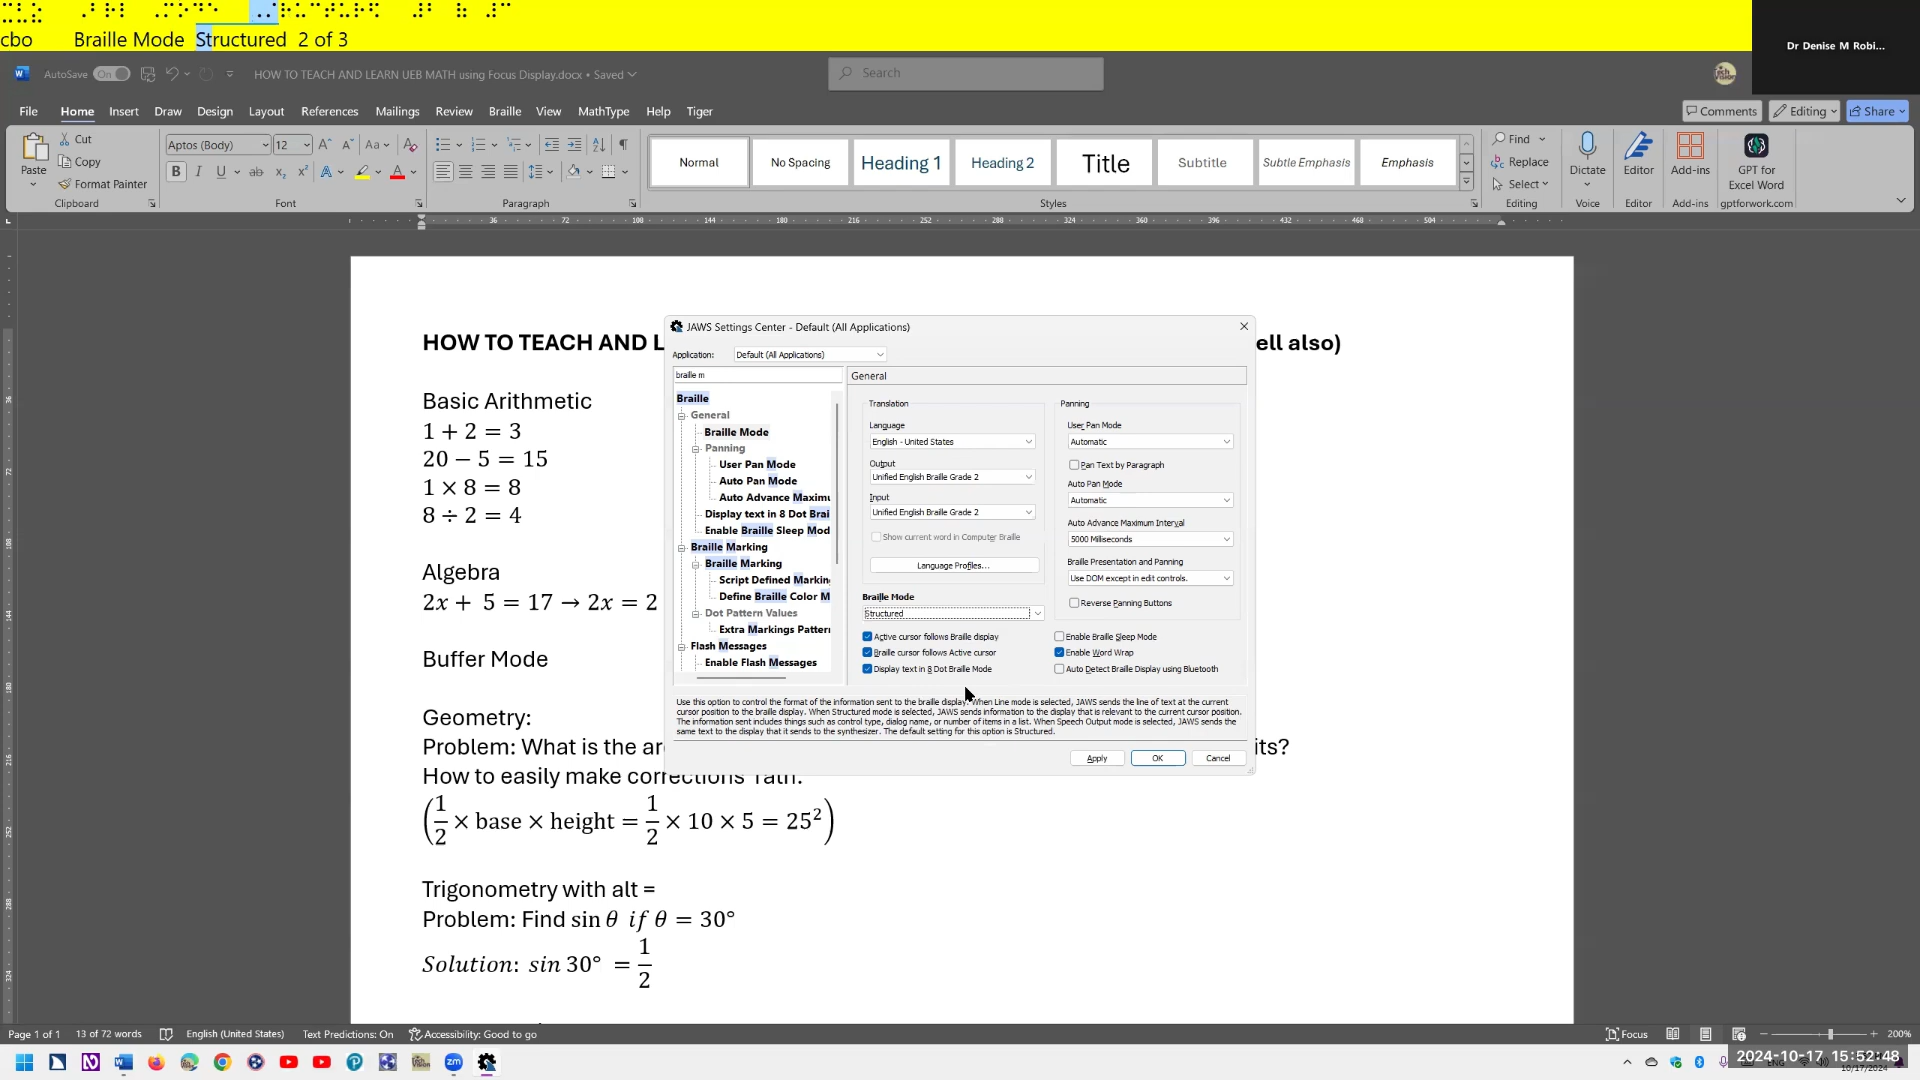 cbo Braille Mode Structured 2 of 3
Dr Denise M Robi...
AutoSave On HOW TO TEACH AND LEARN UEB MATH using Focus Display.docx • Saved
Search
File Home Insert Draw Design Layout References Mailings Review Braille View MathType Help Tiger
Comments Editing Share
Paste
Cut
Copy
Format Painter
Clipboard
Aptos (Body) 12
Font
Paragraph
Normal No Spacing Heading 1 Heading 2 Title Subtitle Subtle Emphasis Emphasis
Styles
Find
Replace
Select
Editing
Dictate
Voice
Editor
Editor
Add-ins
Add-ins
GPT for
Excel Word
gptforwork.com
36 72 108 144 180 216 252 288 324 360 396 432 468 504
HOW TO TEACH AND L
ell also)
Basic Arithmetic
1 + 2 = 3
20 − 5 = 15
1 × 8 = 8
8 ÷ 2 = 4
Algebra
2x + 5 = 17 → 2x = 2
Buffer Mode
Geometry:
Problem: What is the ar
its?
How to easily make corrections
(1/2 × base × height = 1/2 × 10 × 5 = 25²)
Trigonometry with alt =
Problem: Find sin θ if θ = 30°
Solution: sin 30° = 1/2
JAWS Settings Center - Default (All Applications)
Application: Default (All Applications)
braille m
Braille
General
Braille Mode
Panning
User Pan Mode
Auto Pan Mode
Auto Advance Maximu
Display text in 8 Dot Brai
Enable Braille Sleep Mod
Braille Marking
Braille Marking
Script Defined Markin
Define Braille Color M
Dot Pattern Values
Extra Markings Patter
Flash Messages
Enable Flash Messages
General
Translation
Language
English - United States
Output
Unified English Braille Grade 2
Input
Unified English Braille Grade 2
Show current word in Computer Braille
Language Profiles...
Braille Mode
Structured
Active cursor follows Braille display
Braille cursor follows Active cursor
Display text in 8 Dot Braille Mode
Panning
User Pan Mode
Automatic
Pan Text by Paragraph
Auto Pan Mode
Automatic
Auto Advance Maximum Interval
5000 Milliseconds
Braille Presentation and Panning
Use DOM except in edit controls.
Reverse Panning Buttons
Enable Braille Sleep Mode
Enable Word Wrap
Auto Detect Braille Display using Bluetooth
Use this option to control the format of the information sent to the braille display. When Line mode is selected, JAWS sends the line of text at the current
cursor position to the braille display. When Structured mode is selected, JAWS sends information to the display that is relevant to the current cursor position.
The information sent includes things such as control type, dialog name, or number of items in a list. When Speech Output mode is selected, JAWS sends the
same text to the display that it sends to the synthesizer. The default setting for this option is Structured.
Apply OK Cancel
Page 1 of 1 13 of 72 words English (United States) Text Predictions: On Accessibility: Good to go
Focus 200%
2024-10-17 15:52:48
10/17/2024